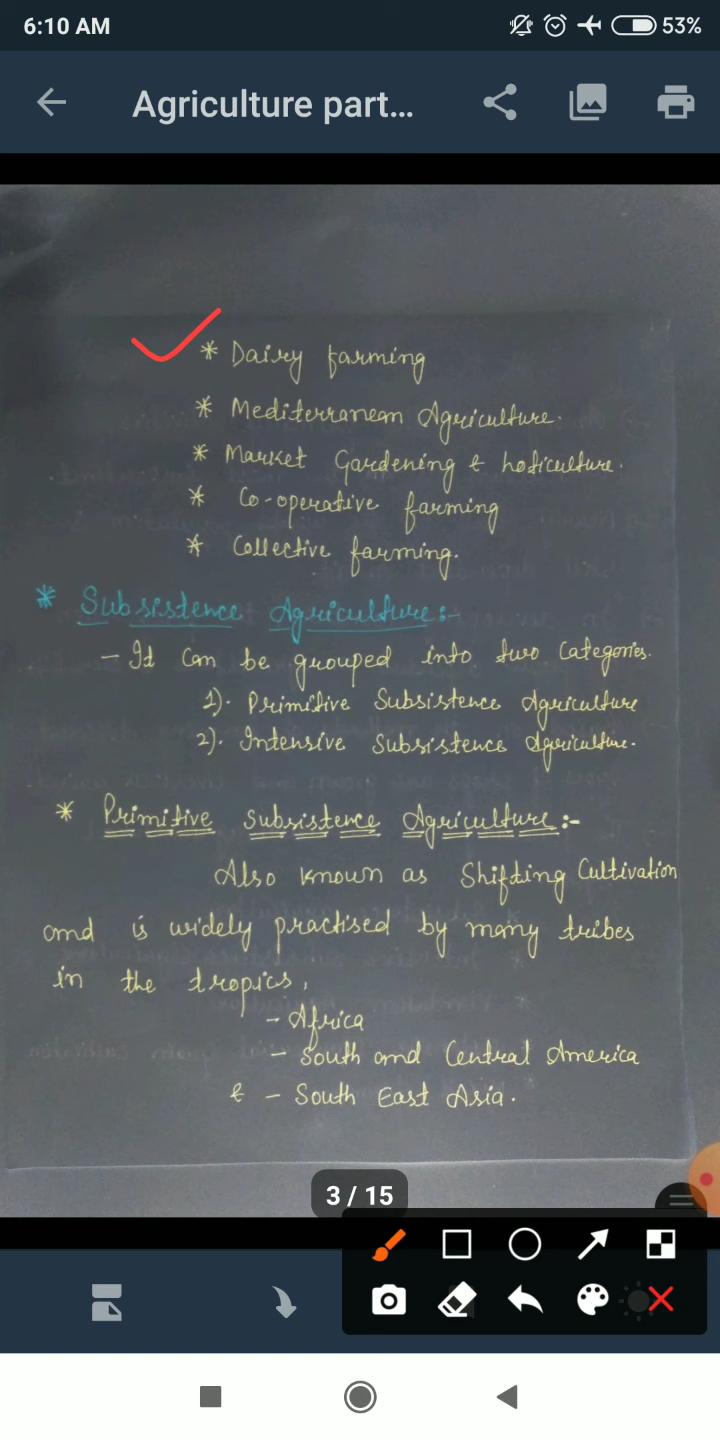 6:10 AM
53%
Agriculture part...
* Dairy farming
* Mediterranean Agriculture.
* Market Gardening & hoticulture.
* Co-operative farming
* Collective farming.
* Subsistence Agriculture:-
- It can be grouped into two categories.
1). Primitive Subsistence Agriculture
2). Intensive Subsistence Agriculture.
* Primitive Subsistence Agriculture:-
Also known as Shifting Cultivation
and is widely practised by many tribes
in the tropics,
- Africa
- South and Central America
& - South East Asia.
3 / 15